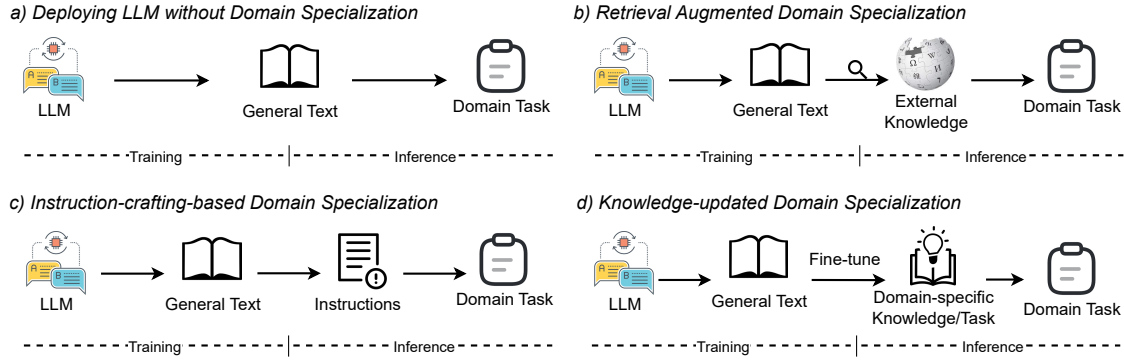 a) Deploying LLM without Domain Specialization
LLM
General Text
Domain Task
Training
Inference
b) Retrieval Augmented Domain Specialization
LLM
General Text
External
Knowledge
Domain Task
Training
Inference
c) Instruction-crafting-based Domain Specialization
LLM
General Text
Instructions
Domain Task
Training
Inference
d) Knowledge-updated Domain Specialization
LLM
General Text
Fine-tune
Domain-specific
Knowledge/Task
Domain Task
Training
Inference